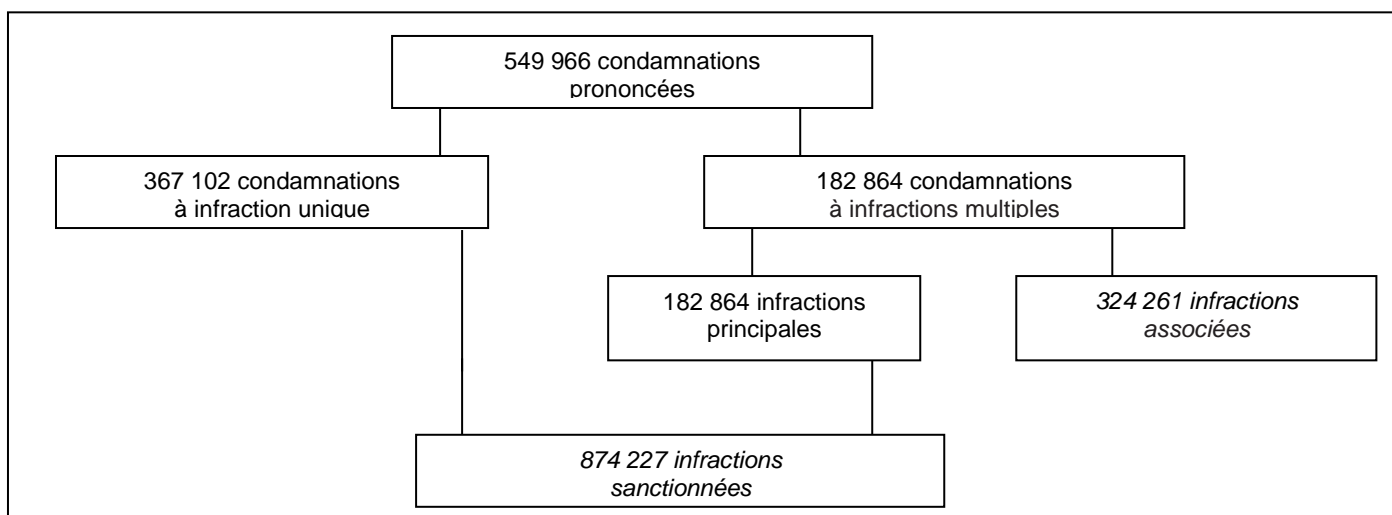 549 966 condamnations
prononcées
367 102 condamnations
à infraction unique
182 864 condamnations
à infractions multiples
182 864 infractions
principales
324 261 infractions
associées
874 227 infractions
sanctionnées